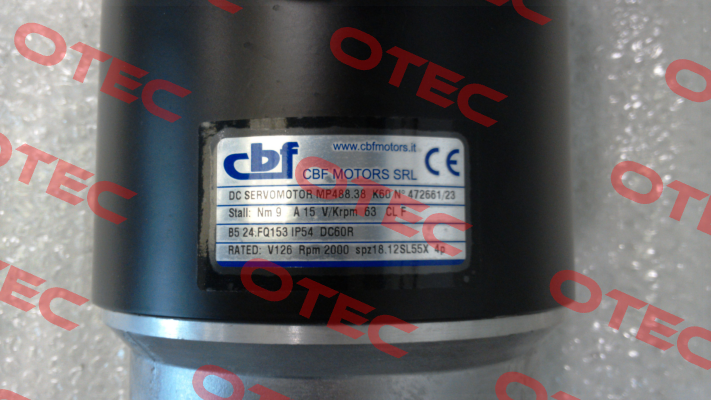 OTEC
OTEC
OTEC
OTEC
cbf
www.cbfmotors.it
CBF MOTORS SRL
CE
DC SERVOMOTOR MP488.38 K60 N° 472661/23
Stall: Nm 9 A 15 V/Krpm 63 CL F
B5 24.FQ153 IP54 DC60R
RATED: V126 Rpm 2000 spz18.12SL55X 4p
OTEC
OTEC
OTEC
OTEC
OTEC
OTEC